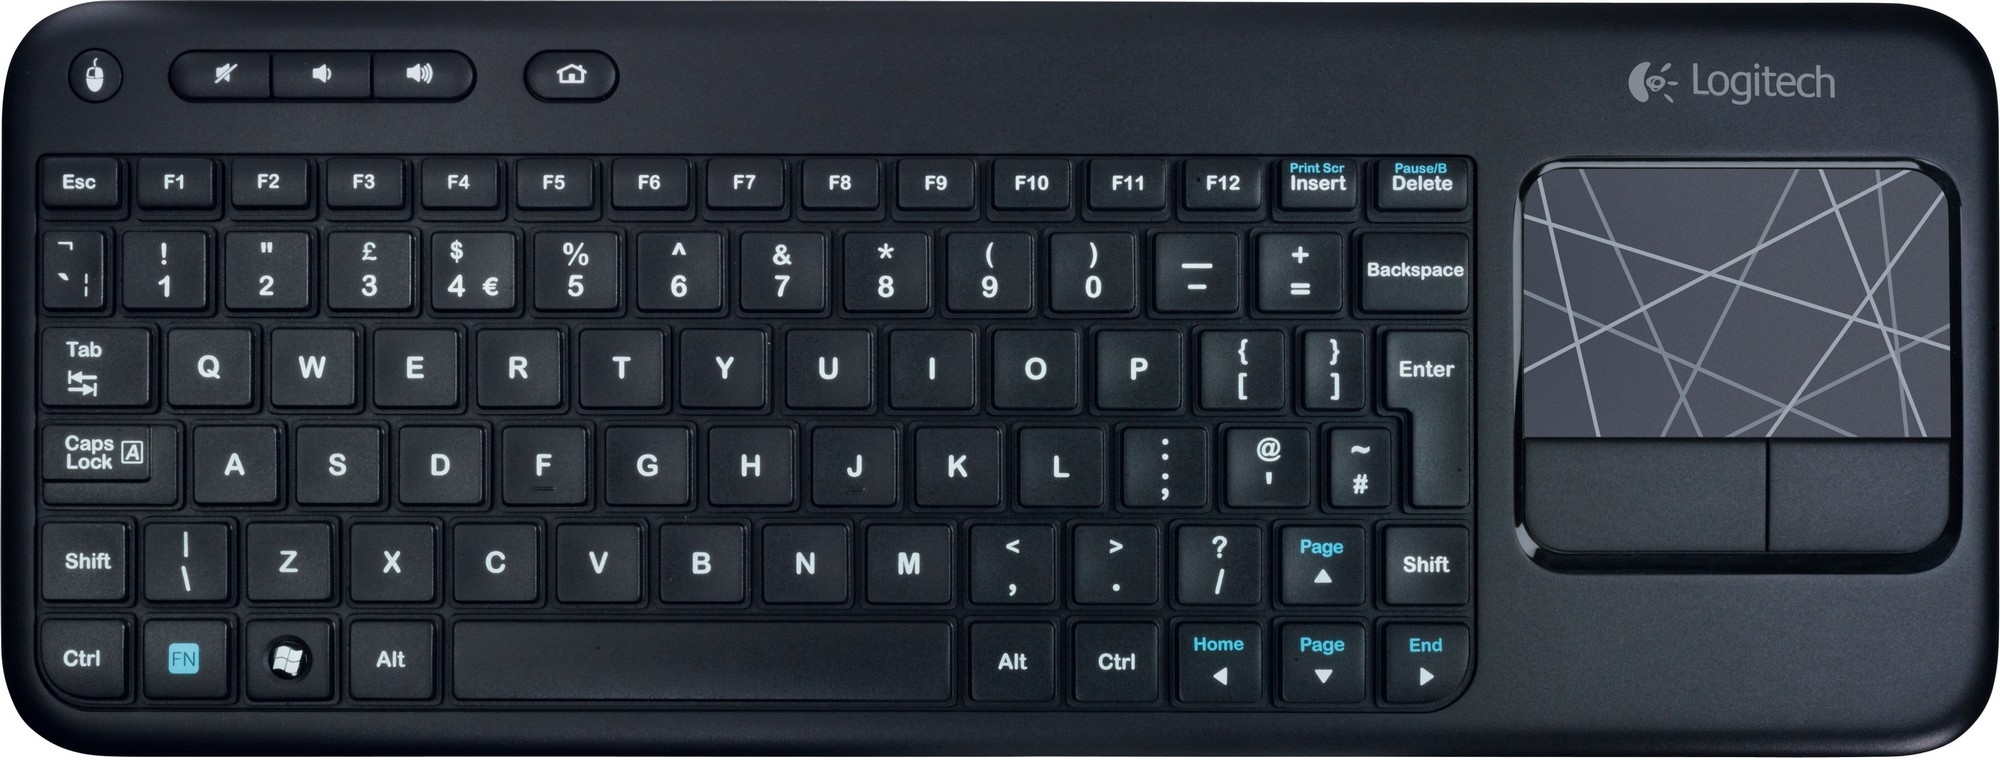 Logitech
Esc F1 F2 F3 F4 F5 F6 F7 F8 F9 F10 F11 F12 Print Scr Insert Pause/B Delete
¬ ` ¦ ! 1 " 2 £ 3 $ 4 € % 5 ^ 6 & 7 * 8 ( 9 ) 0 — - + = Backspace
Tab Q W E R T Y U I O P { [ } ] Enter
Caps Lock A A S D F G H J K L : ; @ ' ~ #
Shift | \ Z X C V B N M < , > . ? / Page Shift
Ctrl FN Alt Alt Ctrl Home Page End